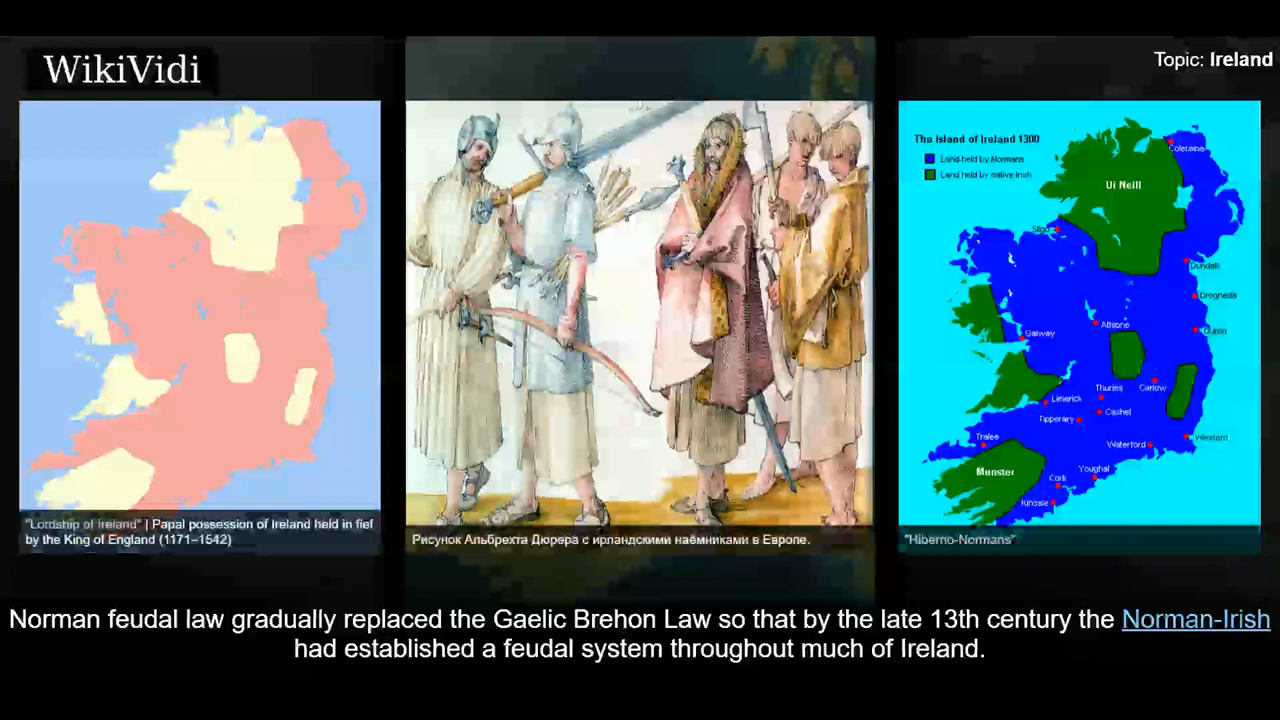 WikiVidi
Topic: Ireland
"Lordship of Ireland" | Papal possession of Ireland held in fief
by the King of England (1171–1542)
Рисунок Альбрехта Дюрера с ирландскими наёмниками в Европе.
The Island of Ireland 1300
Land held by Normans
Land held by native Irish
Coleraine
Ui Neill
Sligo
Dundalk
Drogheda
Athlone
Dublin
Galway
Thurles
Carlow
Limerick
Cashel
Tipperary
Tralee
Waterford
Wexford
Munster
Youghal
Cork
Kinsale
"Hiberno-Normans"
Norman feudal law gradually replaced the Gaelic Brehon Law so that by the late 13th century the Norman-Irish
had established a feudal system throughout much of Ireland.